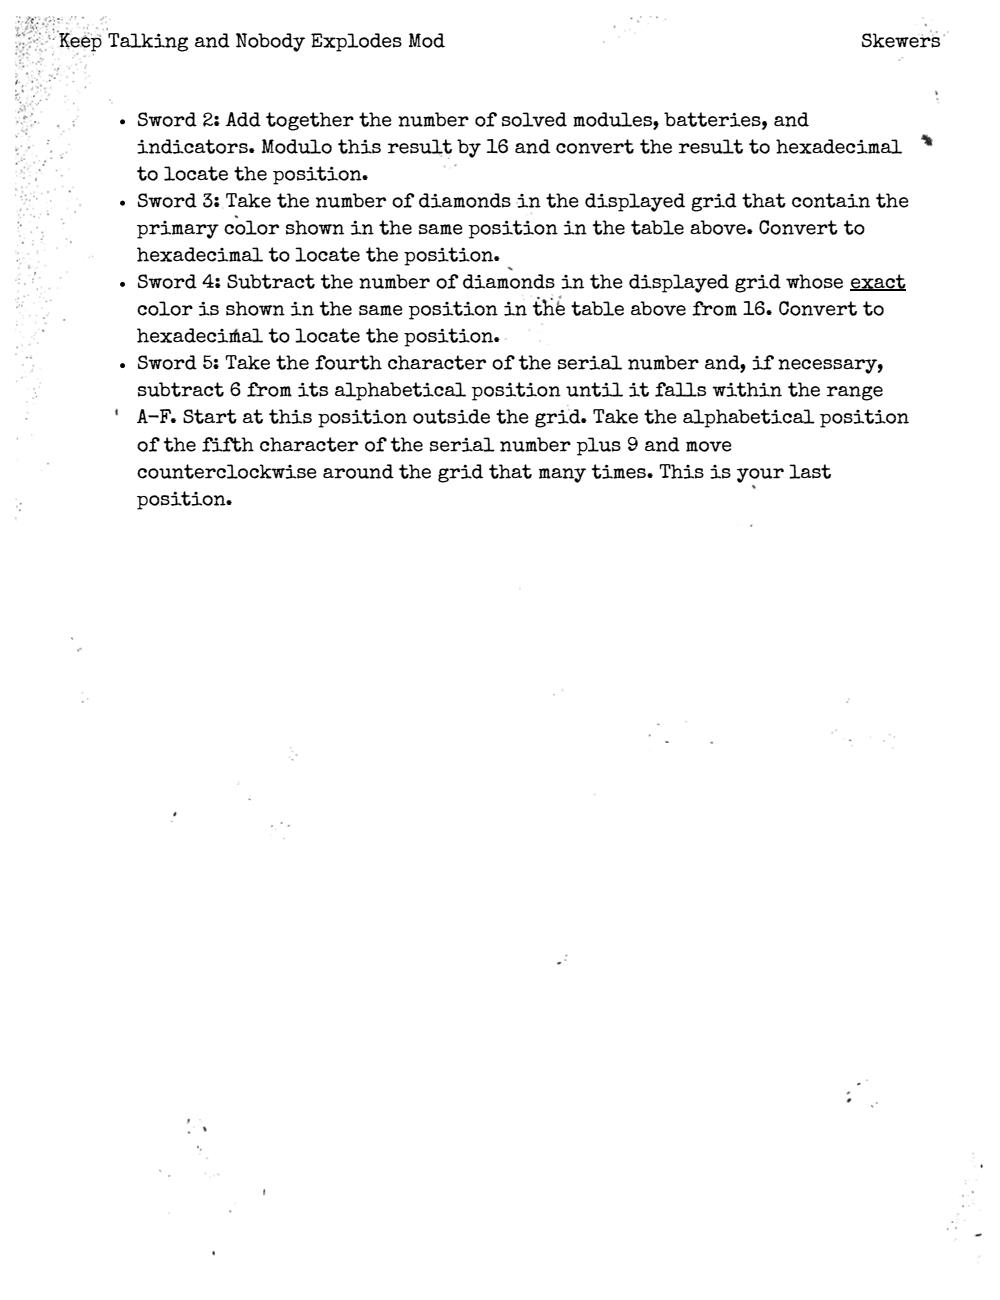 Keep Talking and Nobody Explodes Mod Skewers
• Sword 2: Add together the number of solved modules, batteries, and
indicators. Modulo this result by 16 and convert the result to hexadecimal
to locate the position.
• Sword 3: Take the number of diamonds in the displayed grid that contain the
primary color shown in the same position in the table above. Convert to
hexadecimal to locate the position.
• Sword 4: Subtract the number of diamonds in the displayed grid whose exact
color is shown in the same position in the table above from 16. Convert to
hexadecimal to locate the position.
• Sword 5: Take the fourth character of the serial number and, if necessary,
subtract 6 from its alphabetical position until it falls within the range
A-F. Start at this position outside the grid. Take the alphabetical position
of the fifth character of the serial number plus 9 and move
counterclockwise around the grid that many times. This is your last
position.